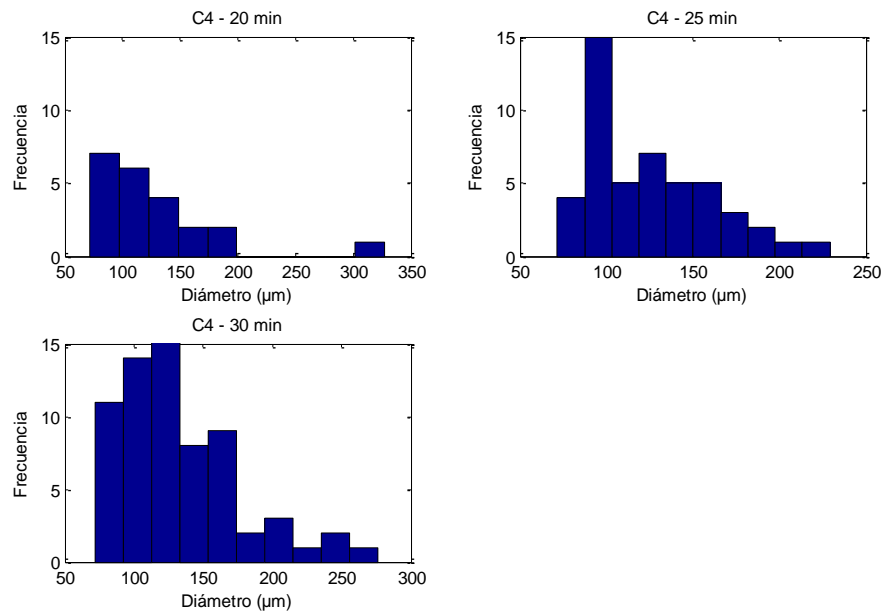 C4 - 20 min
15
10
5
0
Frecuencia
50 100 150 200 250 300 350
Diámetro (µm)
C4 - 25 min
15
10
5
0
Frecuencia
50 100 150 200 250
Diámetro (µm)
C4 - 30 min
15
10
5
0
Frecuencia
50 100 150 200 250 300
Diámetro (µm)